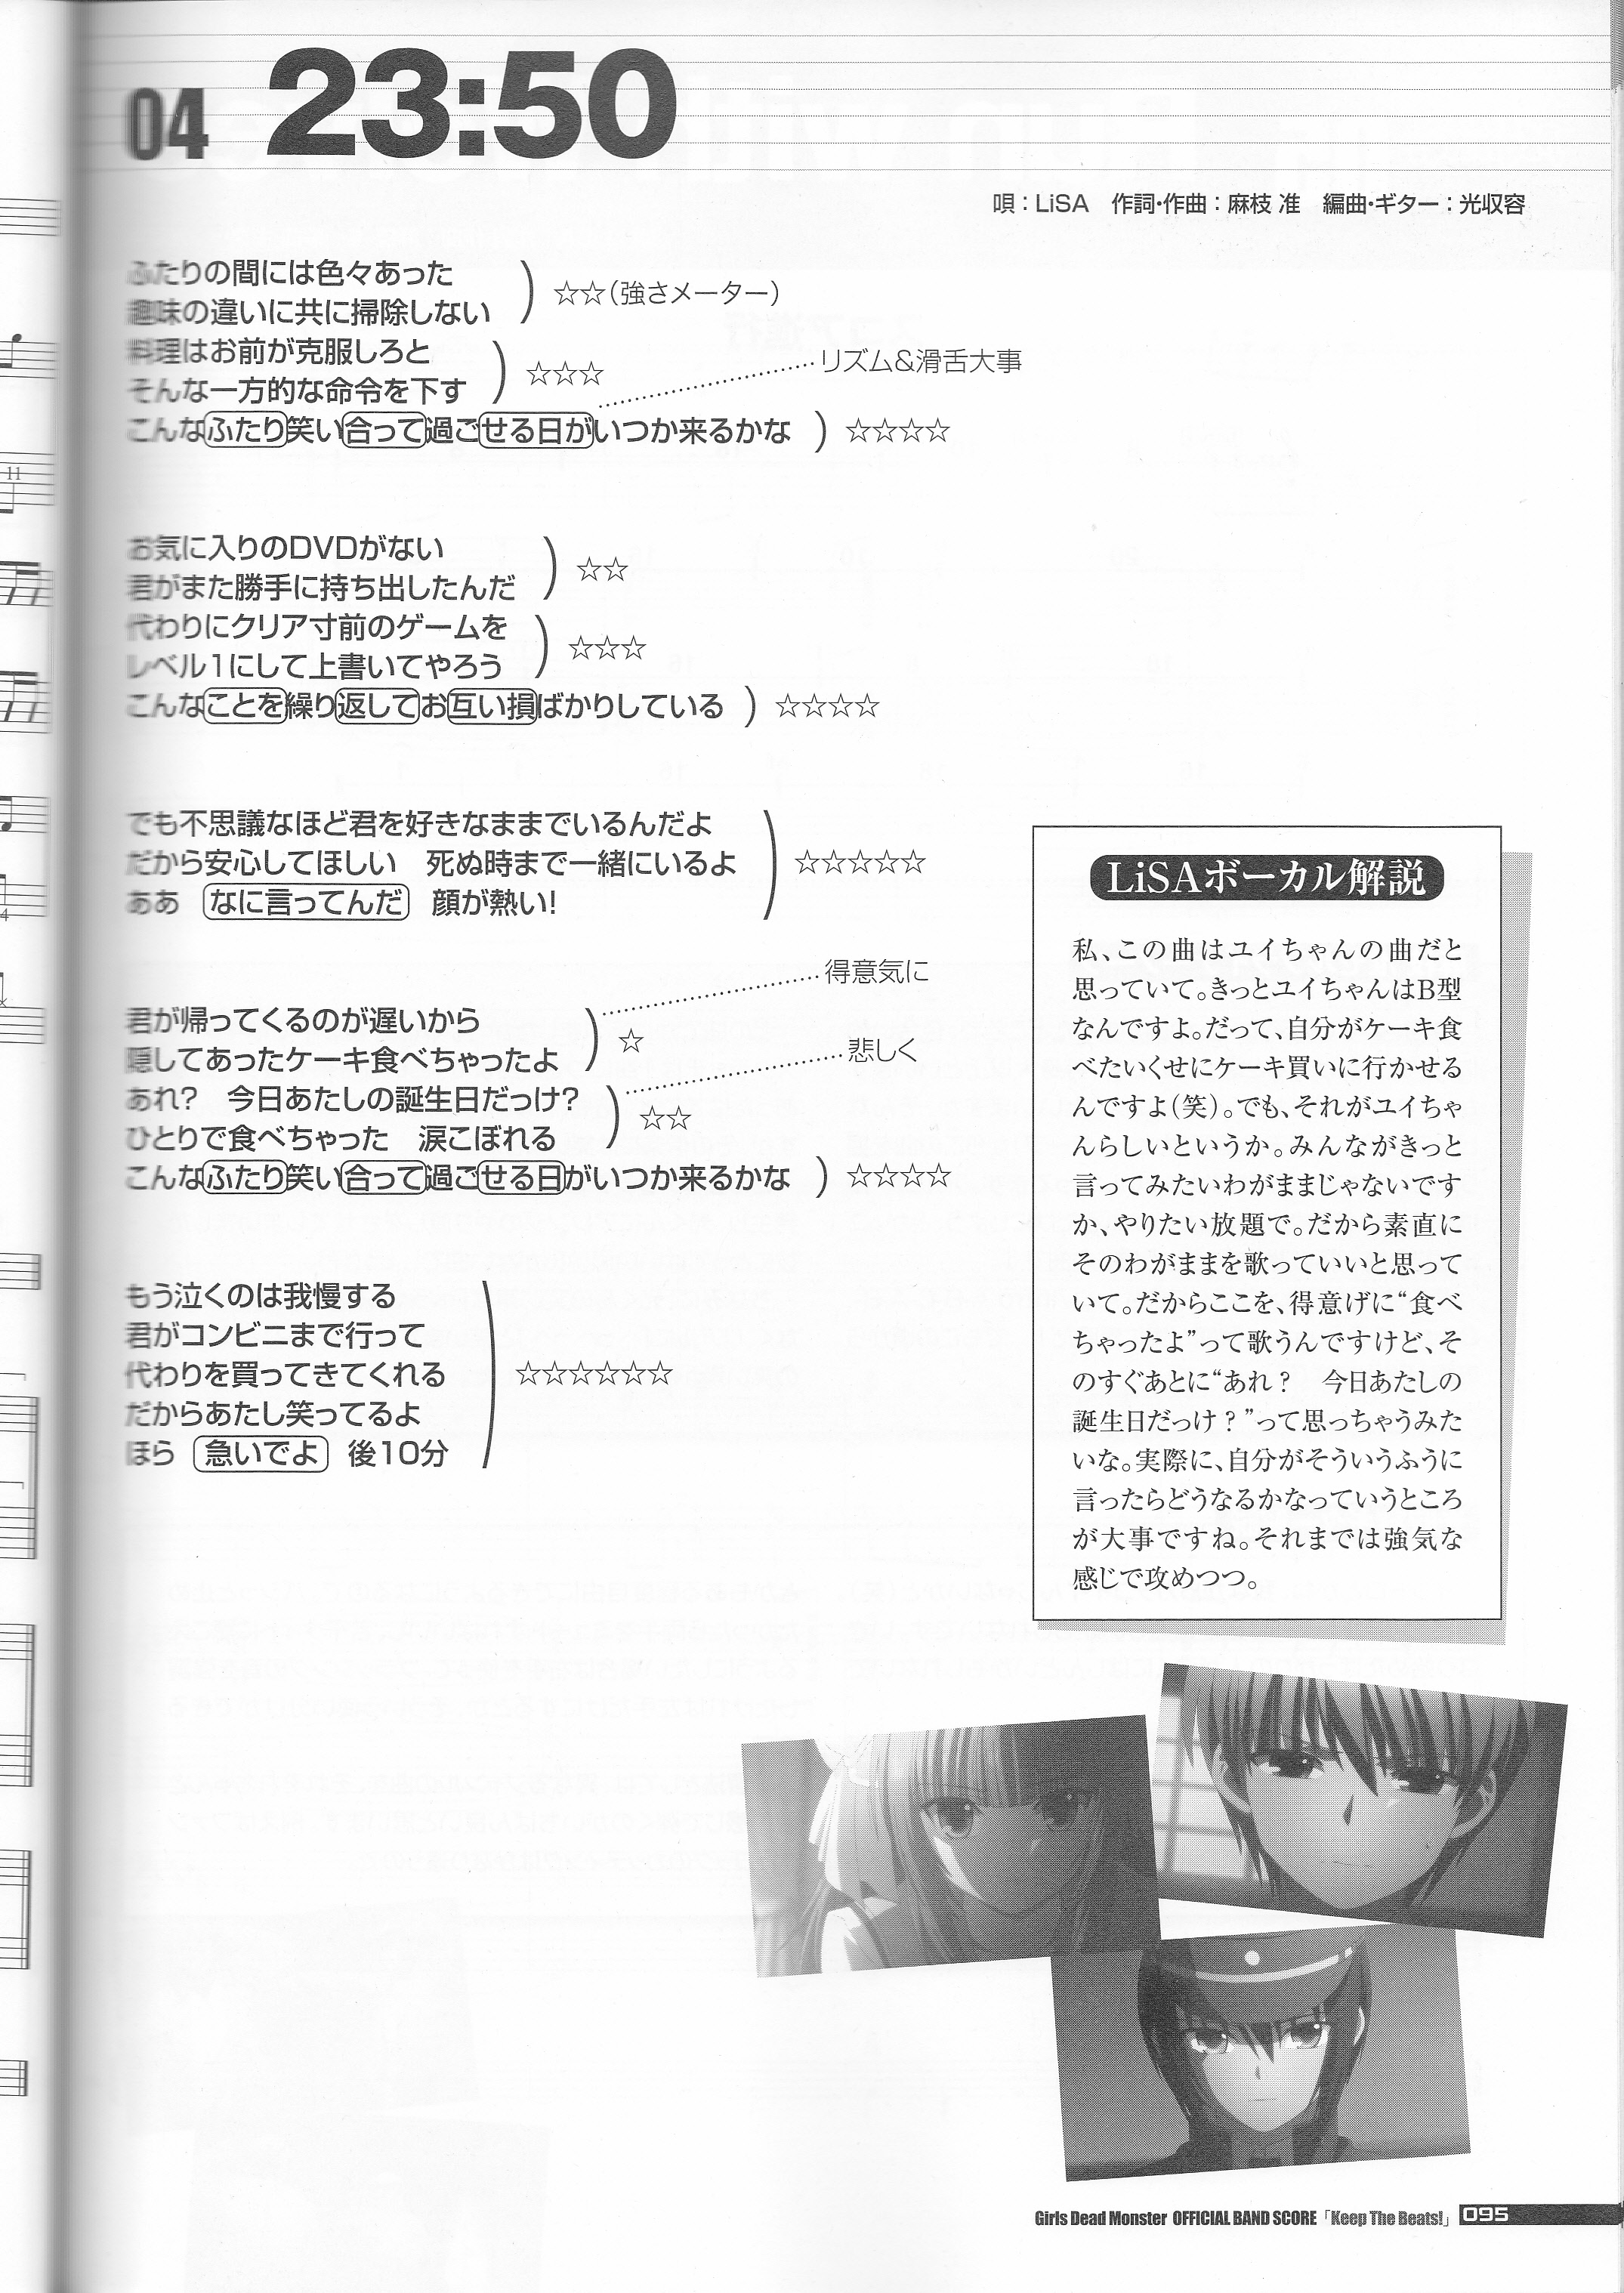 04 23:50
唄：LiSA　作詞・作曲：麻枝 准　編曲・ギター：光収容
ふたりの間には色々あった
趣味の違いに共に掃除しない
☆☆（強さメーター）
料理はお前が克服しろと
そんな一方的な命令を下す
☆☆☆
リズム&滑舌大事
こんなふたり笑い合って過ごせる日がいつか来るかな
☆☆☆☆
お気に入りのDVDがない
君がまた勝手に持ち出したんだ
☆☆
代わりにクリア寸前のゲームを
レベル1にして上書いてやろう
☆☆☆
こんなことを繰り返してお互い損ばかりしている
☆☆☆☆
でも不思議なほど君を好きなままでいるんだよ
だから安心してほしい　死ぬ時まで一緒にいるよ
ああ　なに言ってんだ　顔が熱い!
☆☆☆☆☆
得意気に
君が帰ってくるのが遅いから
隠してあったケーキ食べちゃったよ
☆
悲しく
あれ?　今日あたしの誕生日だっけ?
ひとりで食べちゃった　涙こぼれる
☆☆
こんなふたり笑い合って過ごせる日がいつか来るかな
☆☆☆☆
もう泣くのは我慢する
君がコンビニまで行って
代わりを買ってきてくれる
だからあたし笑ってるよ
ほら　急いでよ　後10分
☆☆☆☆☆☆
LiSAボーカル解説
私、この曲はユイちゃんの曲だと
思っていて。きっとユイちゃんはB型
なんですよ。だって、自分がケーキ食
べたいくせにケーキ買いに行かせる
んですよ（笑）。でも、それがユイちゃ
んらしいというか。みんながきっと
言ってみたいわがままじゃないです
か、やりたい放題で。だから素直に
そのわがままを歌っていいと思って
いて。だからここを、得意げに“食べ
ちゃったよ”って歌うんですけど、そ
のすぐあとに“あれ？　今日あたしの
誕生日だっけ？”って思っちゃうみた
いな。実際に、自分がそういうふうに
言ったらどうなるかなっていうところ
が大事ですね。それまでは強気な
感じで攻めつつ。
Girls Dead Monster OFFICIAL BAND SCORE「Keep The Beats!」 095
11
4